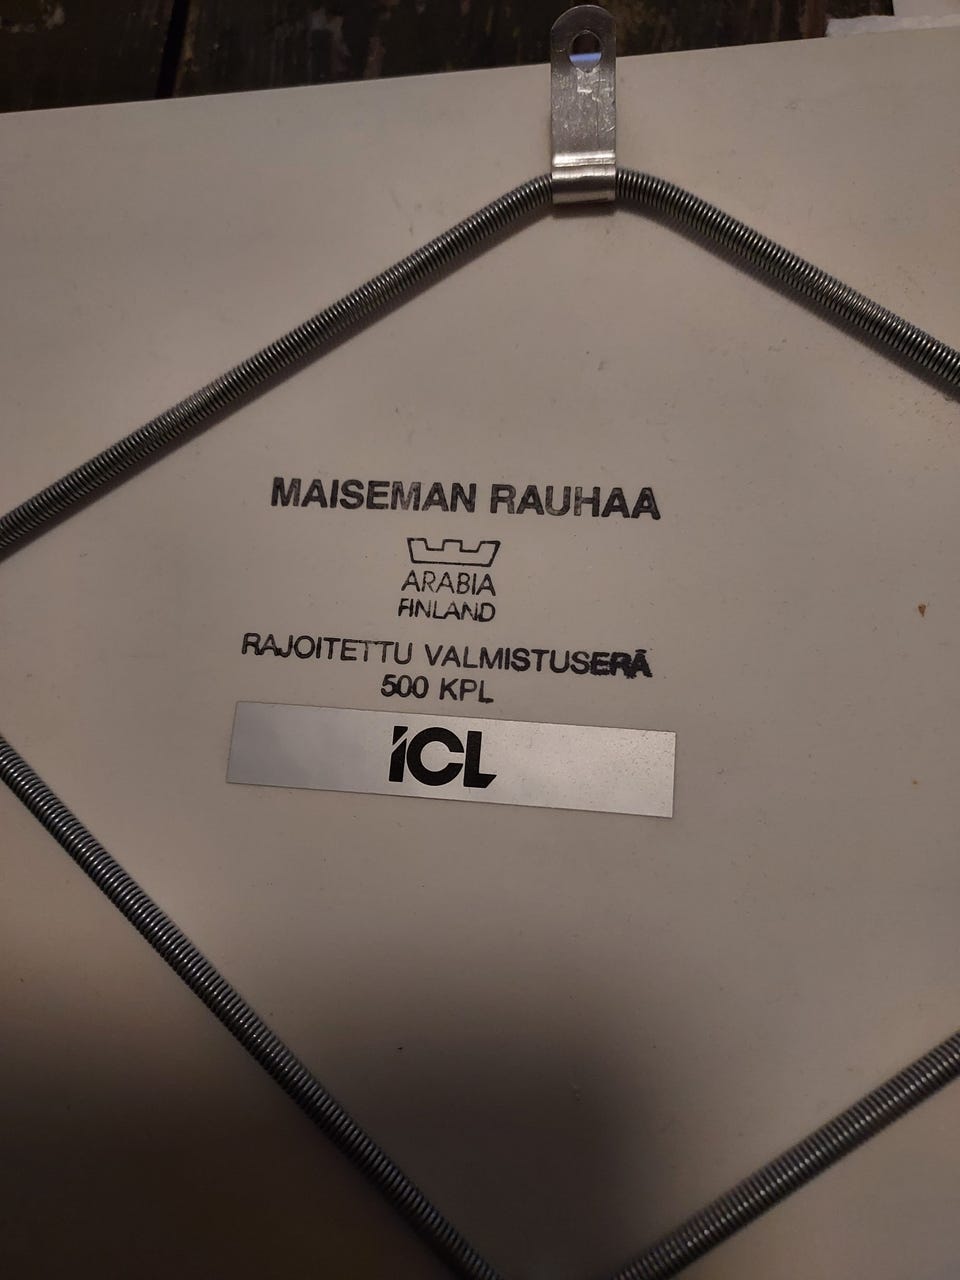 MAISEMAN RAUHAA
ARABIA
FINLAND
RAJOITETTU VALMISTUSERÄ
500 KPL
iCL